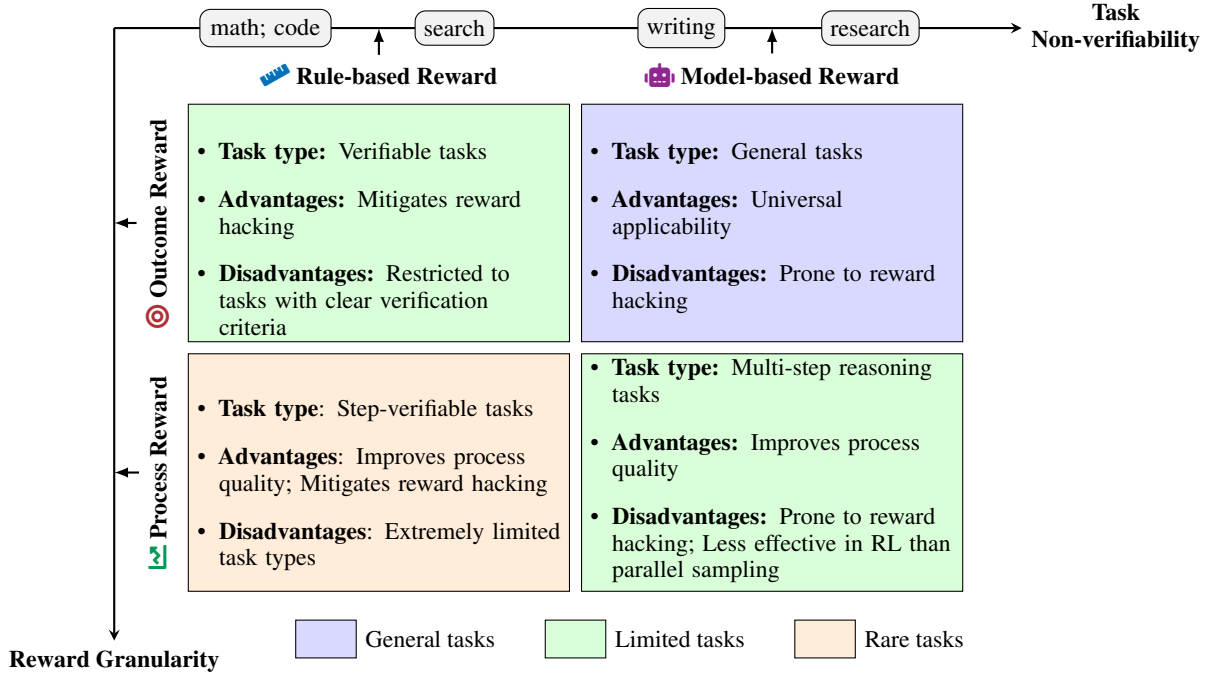 math; code
search
writing
research
Task
Non-verifiability
Rule-based Reward
Model-based Reward
Outcome Reward
• Task type: Verifiable tasks
• Advantages: Mitigates reward
hacking
• Disadvantages: Restricted to
tasks with clear verification
criteria
• Task type: General tasks
• Advantages: Universal
applicability
• Disadvantages: Prone to reward
hacking
Process Reward
• Task type: Step-verifiable tasks
• Advantages: Improves process
quality; Mitigates reward hacking
• Disadvantages: Extremely limited
task types
• Task type: Multi-step reasoning
tasks
• Advantages: Improves process
quality
• Disadvantages: Prone to reward
hacking; Less effective in RL than
parallel sampling
Reward Granularity
General tasks
Limited tasks
Rare tasks